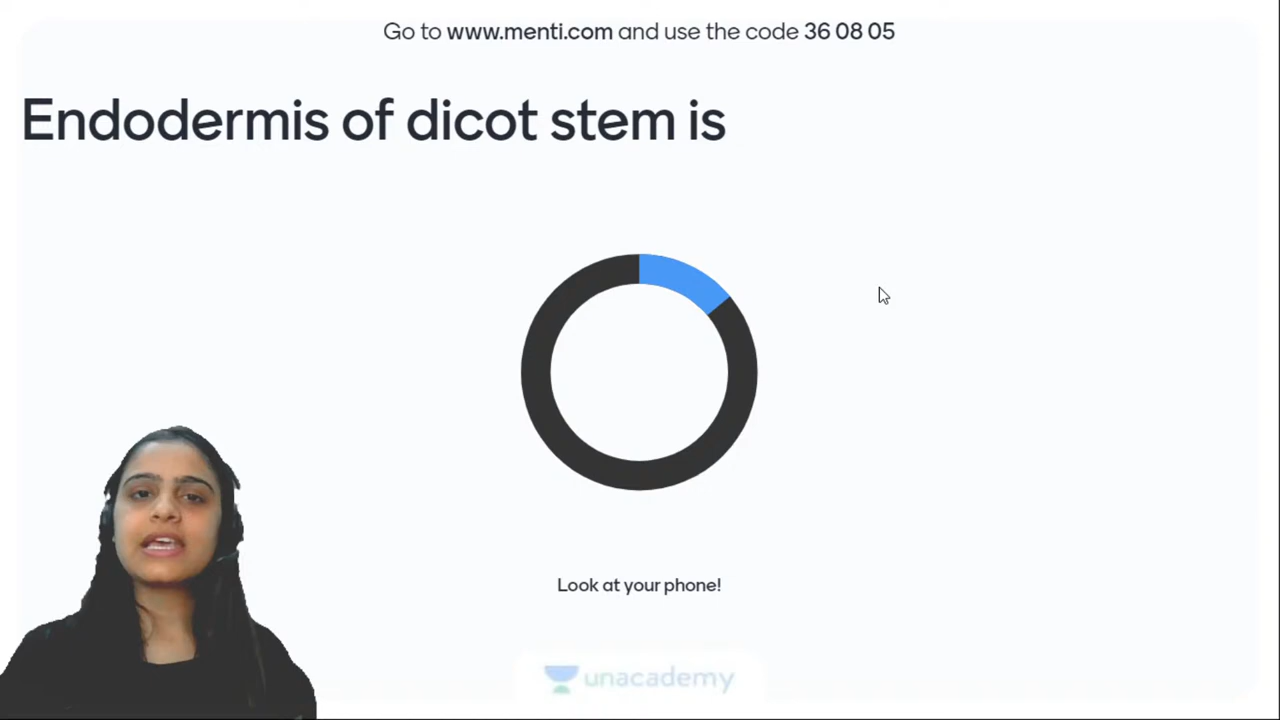 Go to www.menti.com and use the code 36 08 05
Endodermis of dicot stem is
Look at your phone!
unacademy